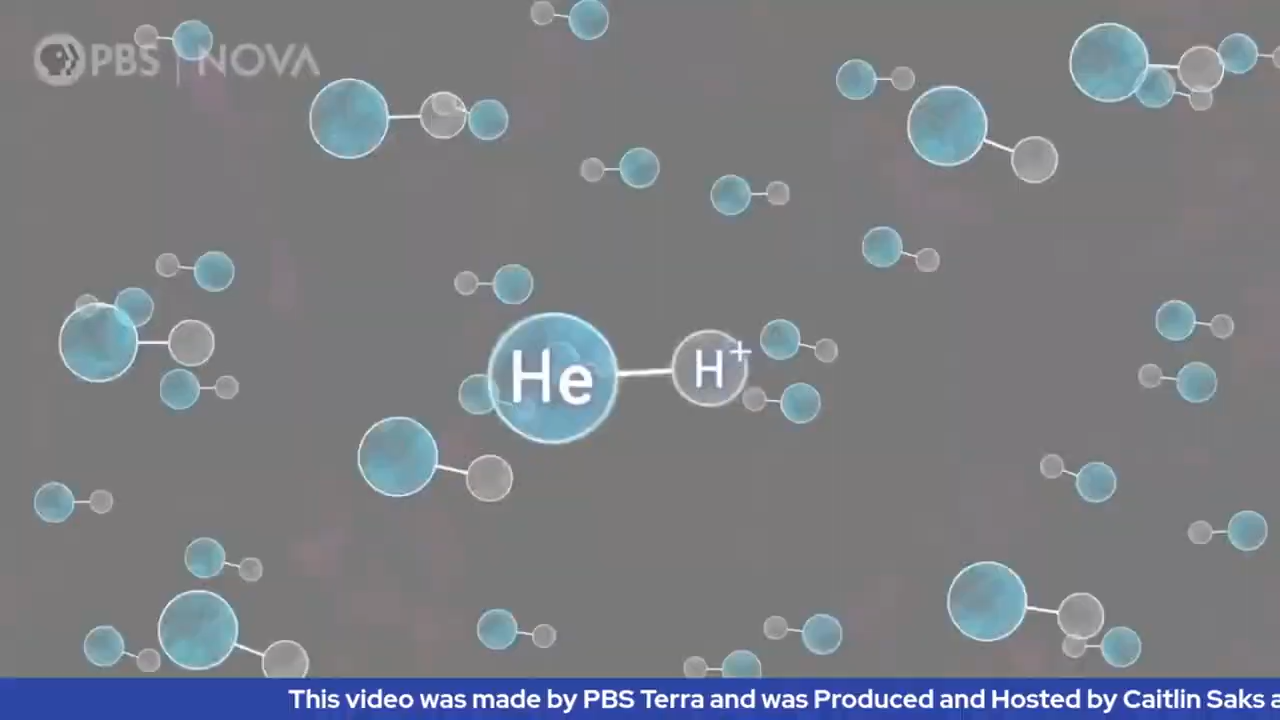 PBS | NOVA
He H+
This video was made by PBS Terra and was Produced and Hosted by Caitlin Saks a